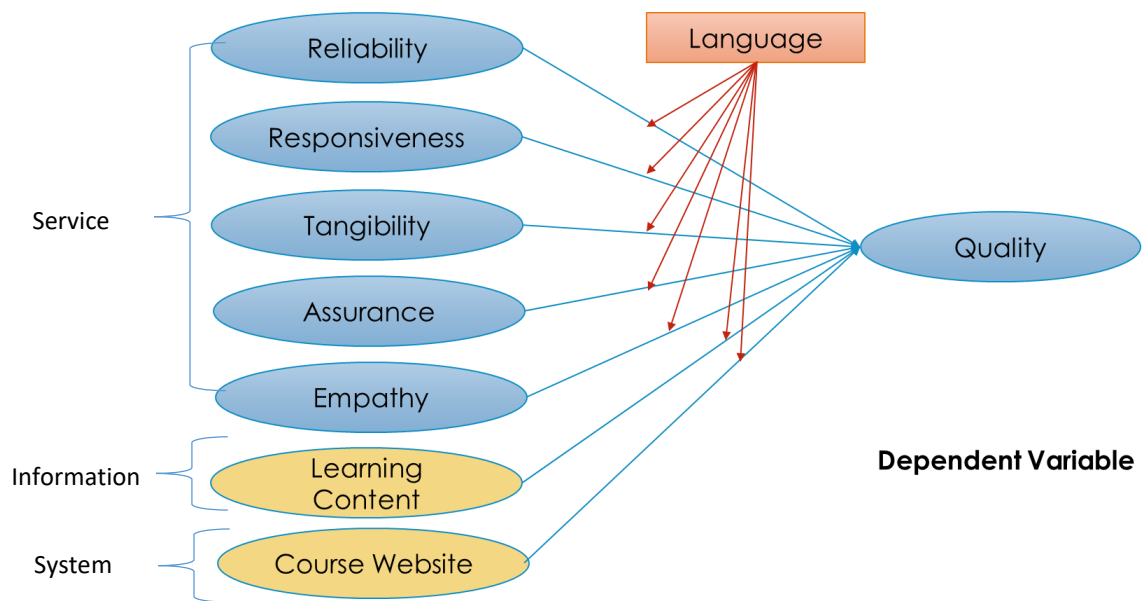 Reliability
Language
Responsiveness
Service
Tangibility
Quality
Assurance
Empathy
Information
Learning
Content
Dependent Variable
System
Course Website